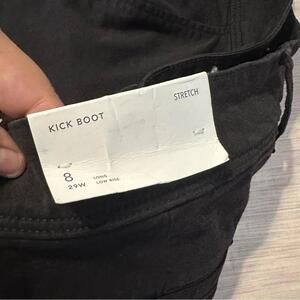 KICK BOOT
STRETCH
8 LONG
29W LOW RISE